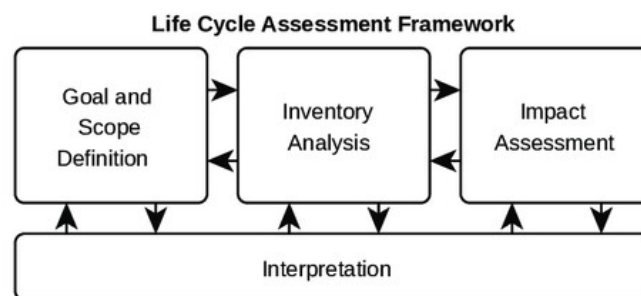 Life Cycle Assessment Framework
Goal and
Scope
Definition
Inventory
Analysis
Impact
Assessment
Interpretation